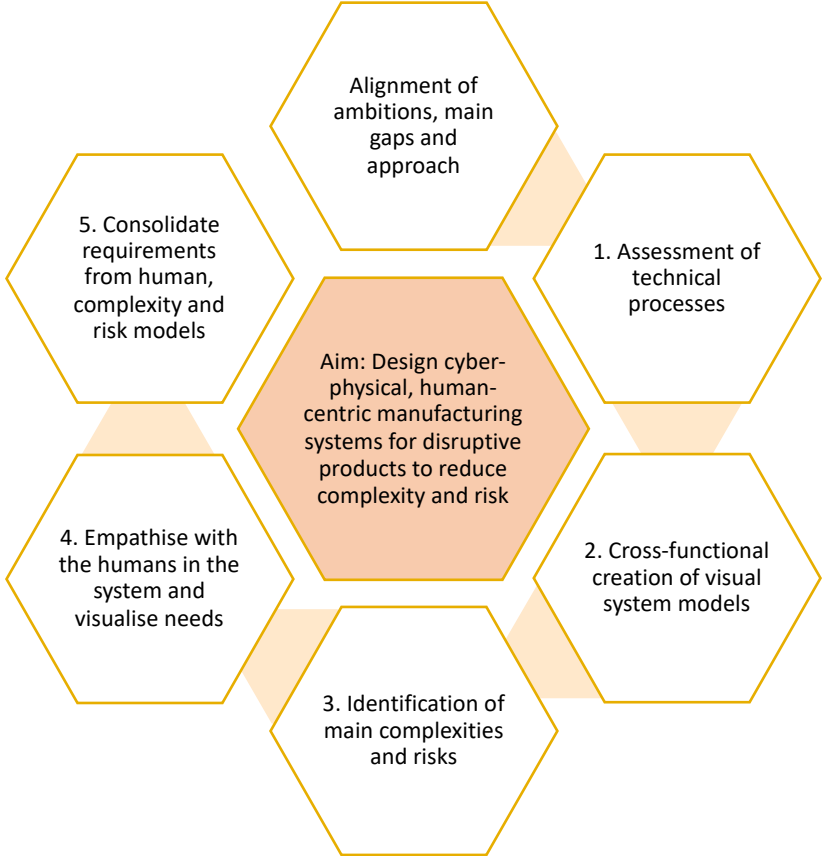 Alignment of
ambitions, main
gaps and
approach
1. Assessment of
technical
processes
2. Cross-functional
creation of visual
system models
3. Identification of
main complexities
and risks
4. Empathise with
the humans in the
system and
visualise needs
5. Consolidate
requirements
from human,
complexity and
risk models
Aim: Design cyber-
physical, human-
centric manufacturing
systems for disruptive
products to reduce
complexity and risk